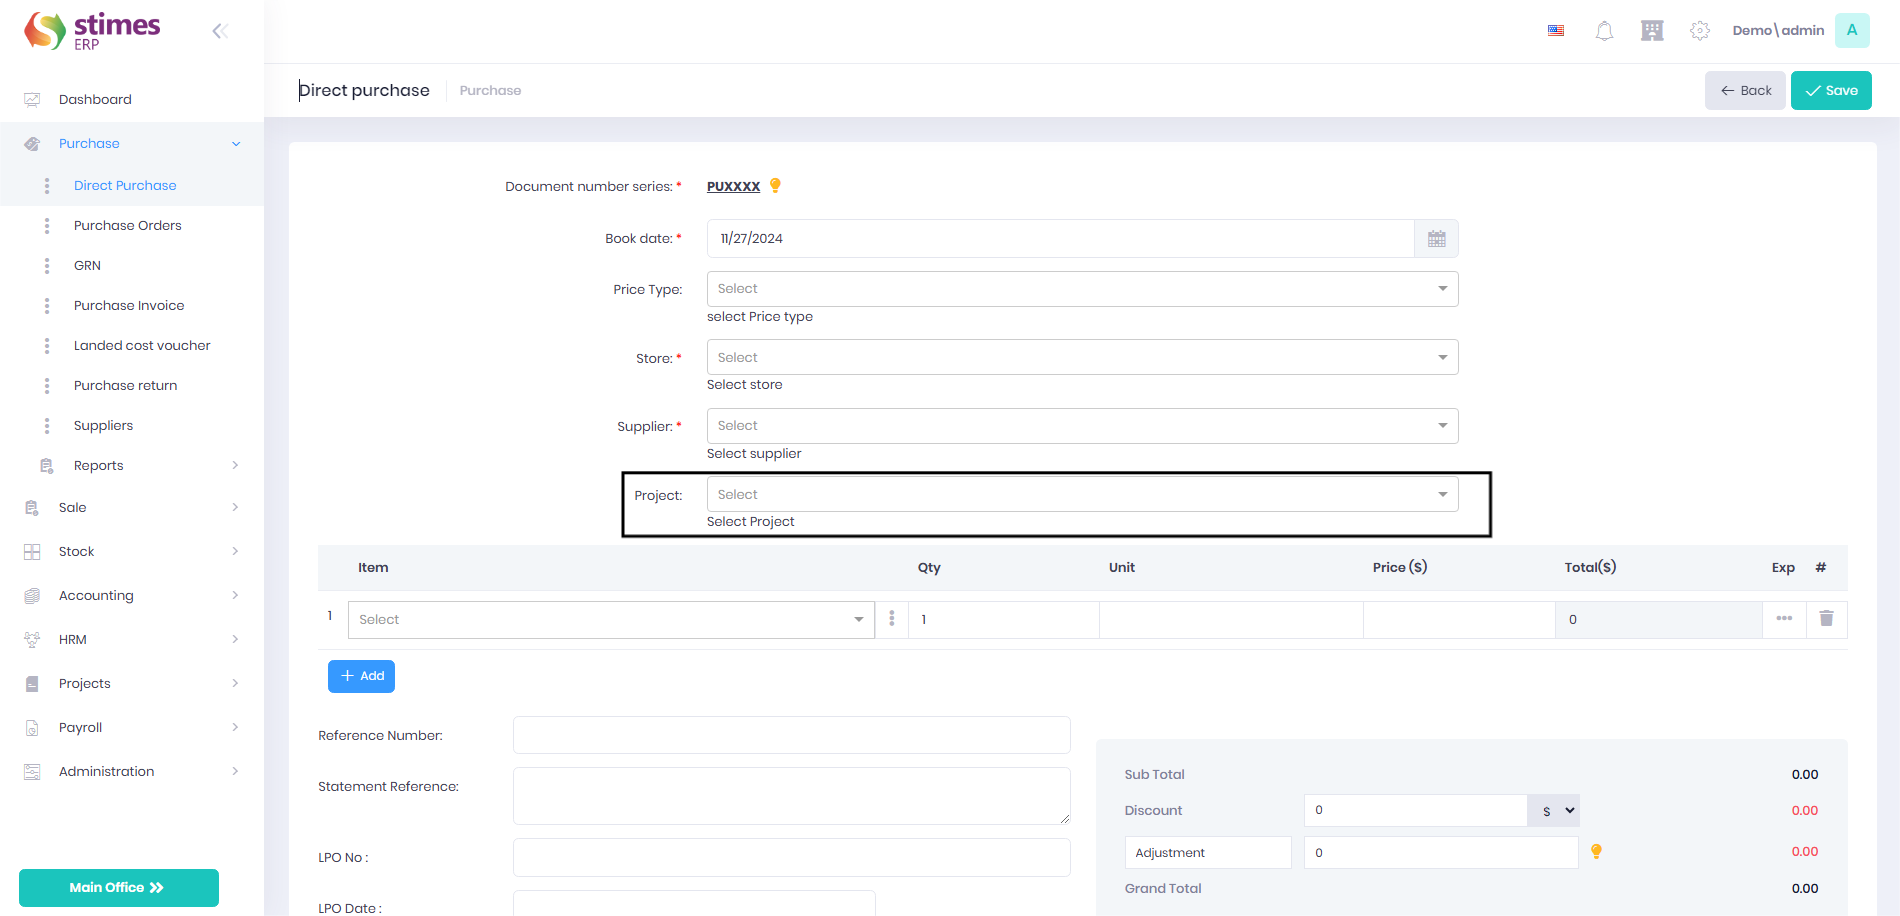 stimes
ERP
Demo\admin
A
Direct purchase
Purchase
Back
Save
Dashboard
Purchase
Direct Purchase
Purchase Orders
GRN
Purchase Invoice
Landed cost voucher
Purchase return
Suppliers
Reports
Sale
Stock
Accounting
HRM
Projects
Payroll
Administration
Main Office
Document number series: * PUXXXX
Book date: * 11/27/2024
Price Type: Select
select Price type
Store: * Select
Select store
Supplier: * Select
Select supplier
Project: Select
Select Project
Item Qty Unit Price ($) Total($) Exp #
1 Select 1 0
+ Add
Reference Number:
Statement Reference:
LPO No :
LPO Date :
Sub Total 0.00
Discount 0 $ 0.00
Adjustment 0 0.00
Grand Total 0.00